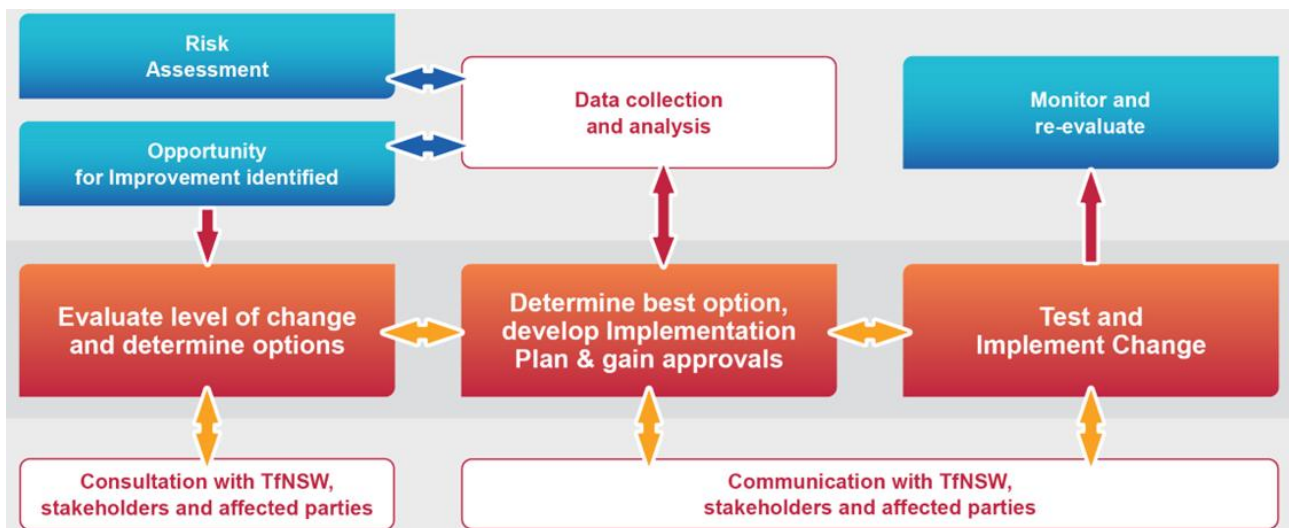 Risk
Assessment
Data collection
and analysis
Monitor and
re-evaluate
Opportunity
for Improvement identified
Evaluate level of change
and determine options
Determine best option,
develop Implementation
Plan & gain approvals
Test and
Implement Change
Consultation with TfNSW,
stakeholders and affected parties
Communication with TfNSW,
stakeholders and affected parties